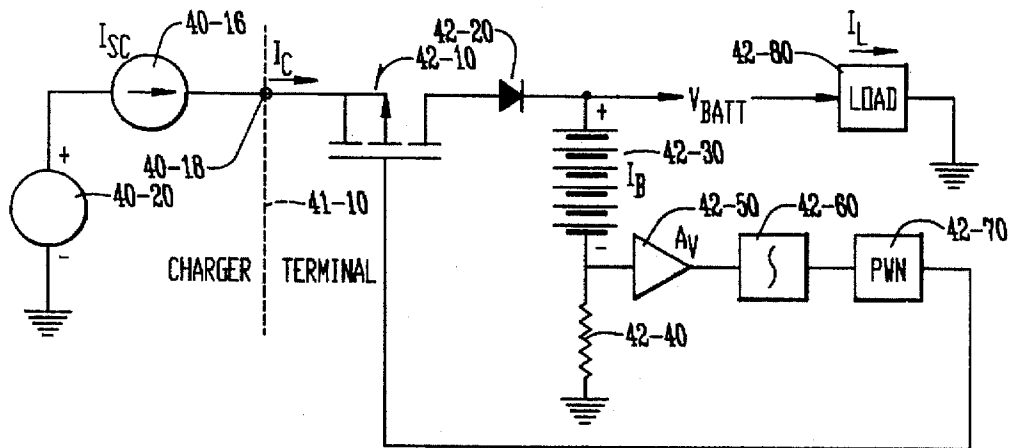 40-16
I_SC
I_C
42-10
42-20
42-80
I_L
LOAD
V_BATT
+
42-30
I_B
40-18
+
40-20
-
41-10
CHARGER
TERMINAL
-
42-50
A_V
42-60
∫
42-70
PWN
42-40